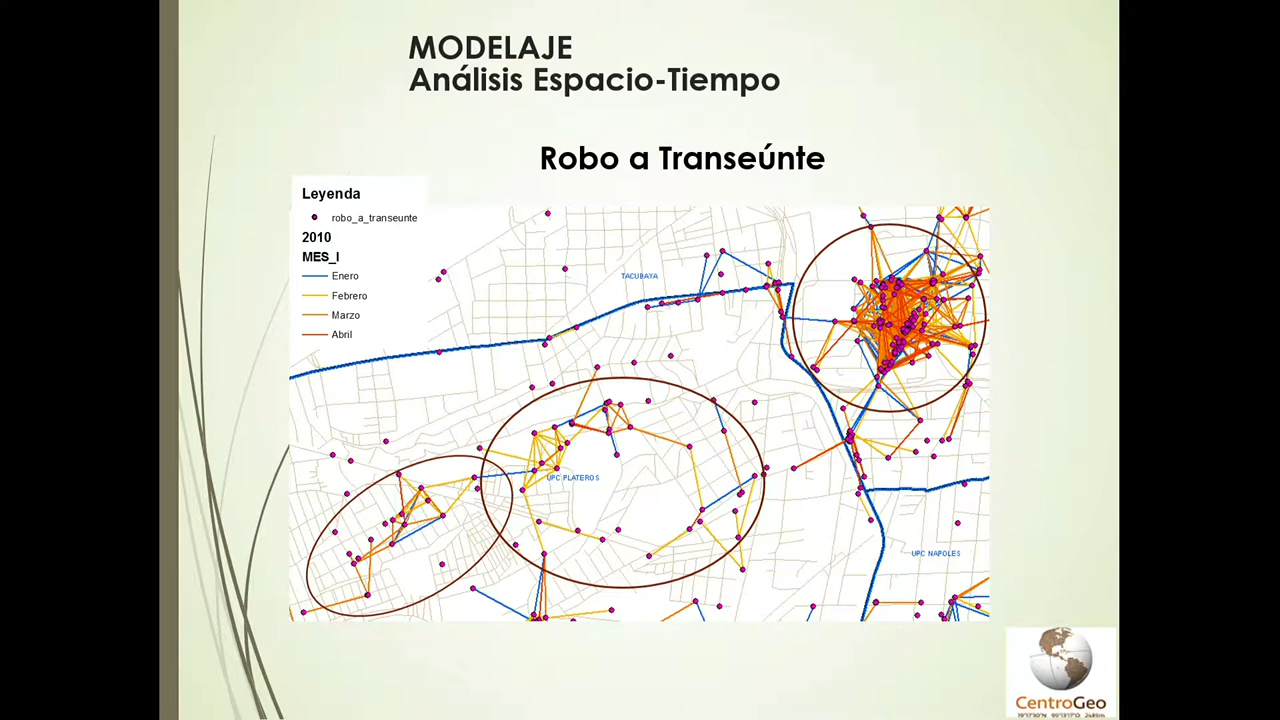 MODELAJE
Análisis Espacio-Tiempo
Robo a Transeúnte
Leyenda
robo_a_transeunte
2010
MES_I
Enero
Febrero
Marzo
Abril
TACUBAYA
UPC PLATEROS
UPC NAPOLES
CentroGeo